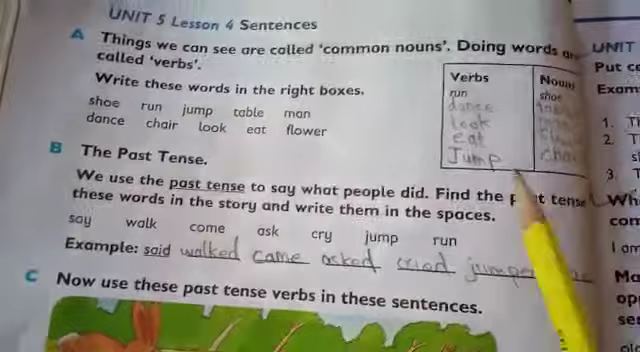 UNIT 5 Lesson 4 Sentences
A Things we can see are called 'common nouns'. Doing words are
called 'verbs'.
Write these words in the right boxes.
shoe run jump table man
dance chair look eat flower
Verbs Nouns
run shoe
dance
Look
eat
Jump
B The Past Tense.
We use the past tense to say what people did. Find the past tense
these words in the story and write them in the spaces.
say walk come ask cry jump run
Example: said walked came asked cried
C Now use these past tense verbs in these sentences.
UNIT
Put
Exam
1.
2.
3.
I am